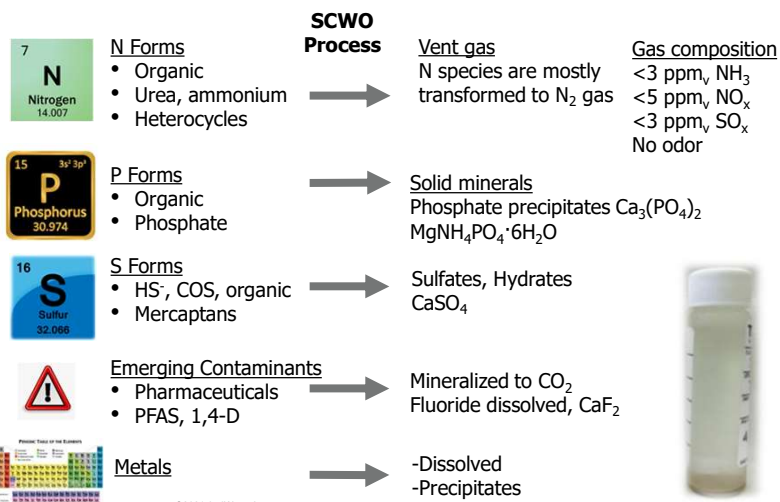 SCWO
Process
7
N
Nitrogen
14.007
N Forms
• Organic
• Urea, ammonium
• Heterocycles
Vent gas
N species are mostly
transformed to N₂ gas
Gas composition
<3 ppmᵥ NH₃
<5 ppmᵥ NOₓ
<3 ppmᵥ SOₓ
No odor
15 3s² 3p³
P
Phosphorus
30.974
P Forms
• Organic
• Phosphate
Solid minerals
Phosphate precipitates Ca₃(PO₄)₂
MgNH₄PO₄·6H₂O
16
S
Sulfur
32.066
S Forms
• HS⁻, COS, organic
• Mercaptans
Sulfates, Hydrates
CaSO₄
Emerging Contaminants
• Pharmaceuticals
• PFAS, 1,4-D
Mineralized to CO₂
Fluoride dissolved, CaF₂
PERIODIC TABLE OF THE ELEMENTS
Metals
-Dissolved
-Precipitates